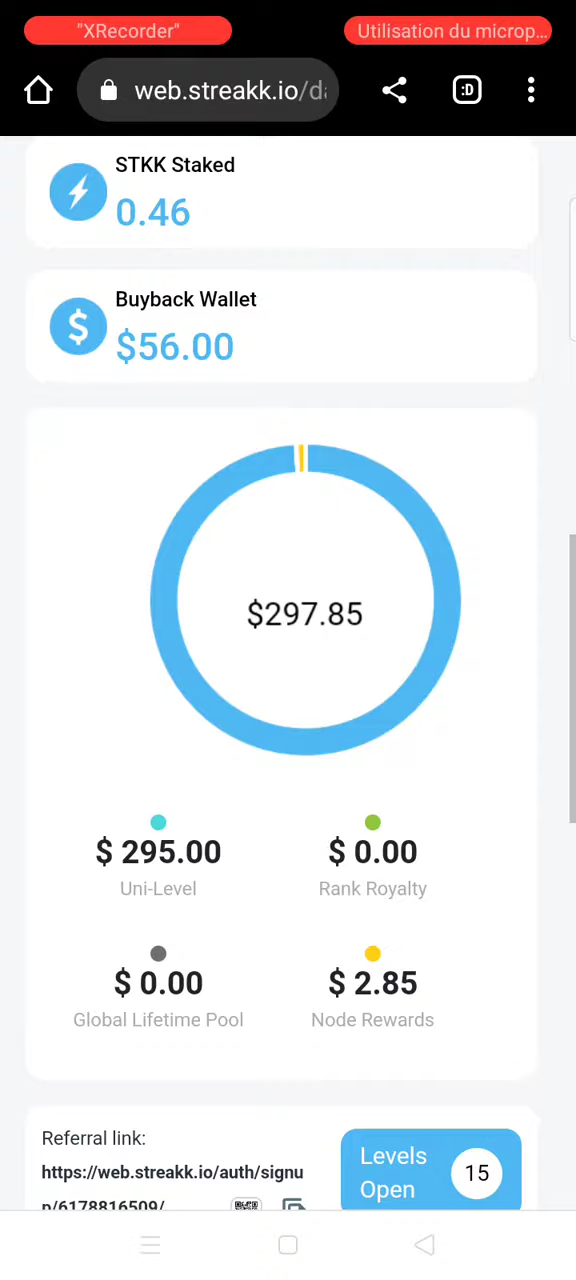 "XRecorder"
Utilisation du microp...
web.streakk.io/da
:D
STKK Staked
0.46
Buyback Wallet
$56.00
$297.85
$ 295.00
Uni-Level
$ 0.00
Rank Royalty
$ 0.00
Global Lifetime Pool
$ 2.85
Node Rewards
Referral link:
https://web.streakk.io/auth/signu
p/6178816509/
Levels
Open
15